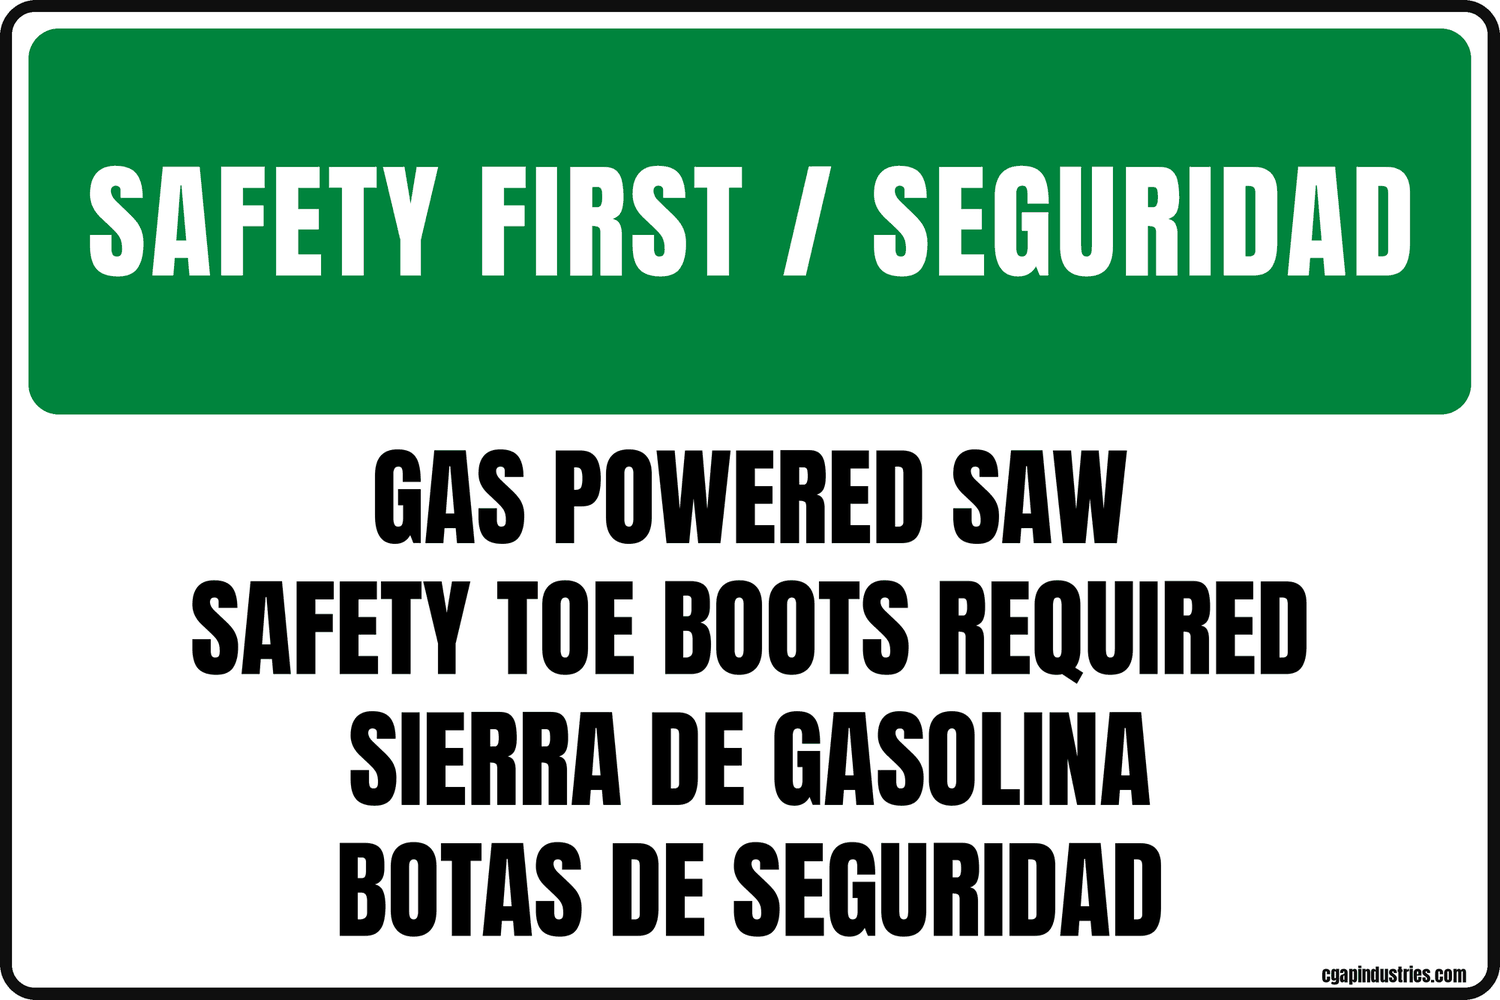 SAFETY FIRST / SEGURIDAD
GAS POWERED SAW
SAFETY TOE BOOTS REQUIRED
SIERRA DE GASOLINA
BOTAS DE SEGURIDAD
cgapindustries.com